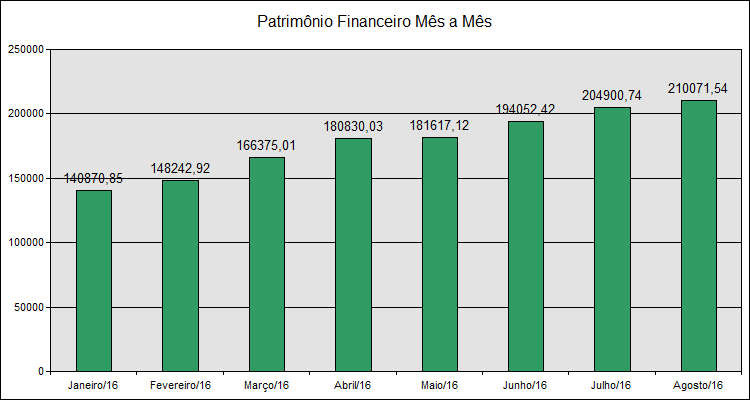 Patrimônio Financeiro Mês a Mês
250000
200000
150000
100000
50000
0
140870,85
148242,92
166375,01
180830,03
181617,12
194052,42
204900,74
210071,54
Janeiro/16
Fevereiro/16
Março/16
Abril/16
Maio/16
Junho/16
Julho/16
Agosto/16